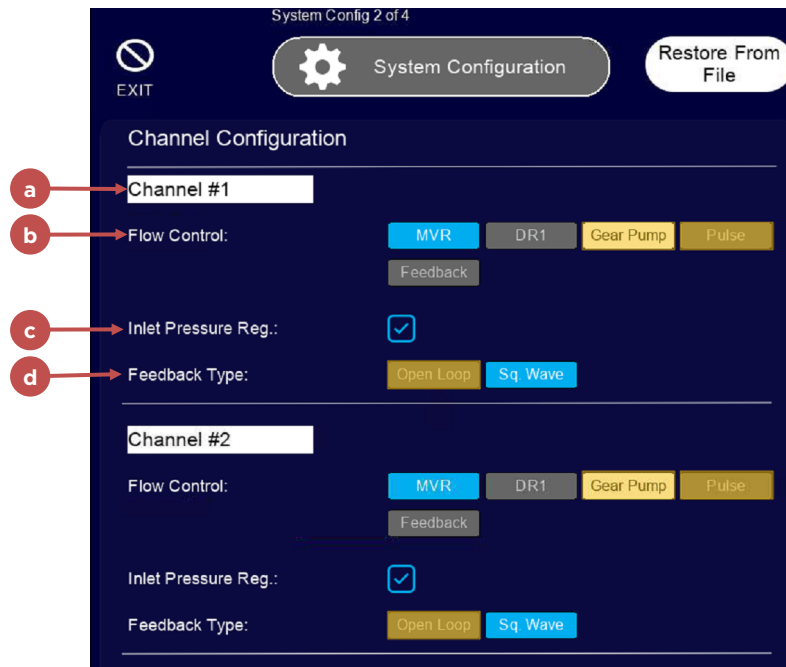 System Config 2 of 4
EXIT
System Configuration
Restore From
File
Channel Configuration
a
Channel #1
b
Flow Control:
MVR
DR1
Gear Pump
Pulse
Feedback
c
Inlet Pressure Reg.:
d
Feedback Type:
Open Loop
Sq. Wave
Channel #2
Flow Control:
MVR
DR1
Gear Pump
Pulse
Feedback
Inlet Pressure Reg.:
Feedback Type:
Open Loop
Sq. Wave